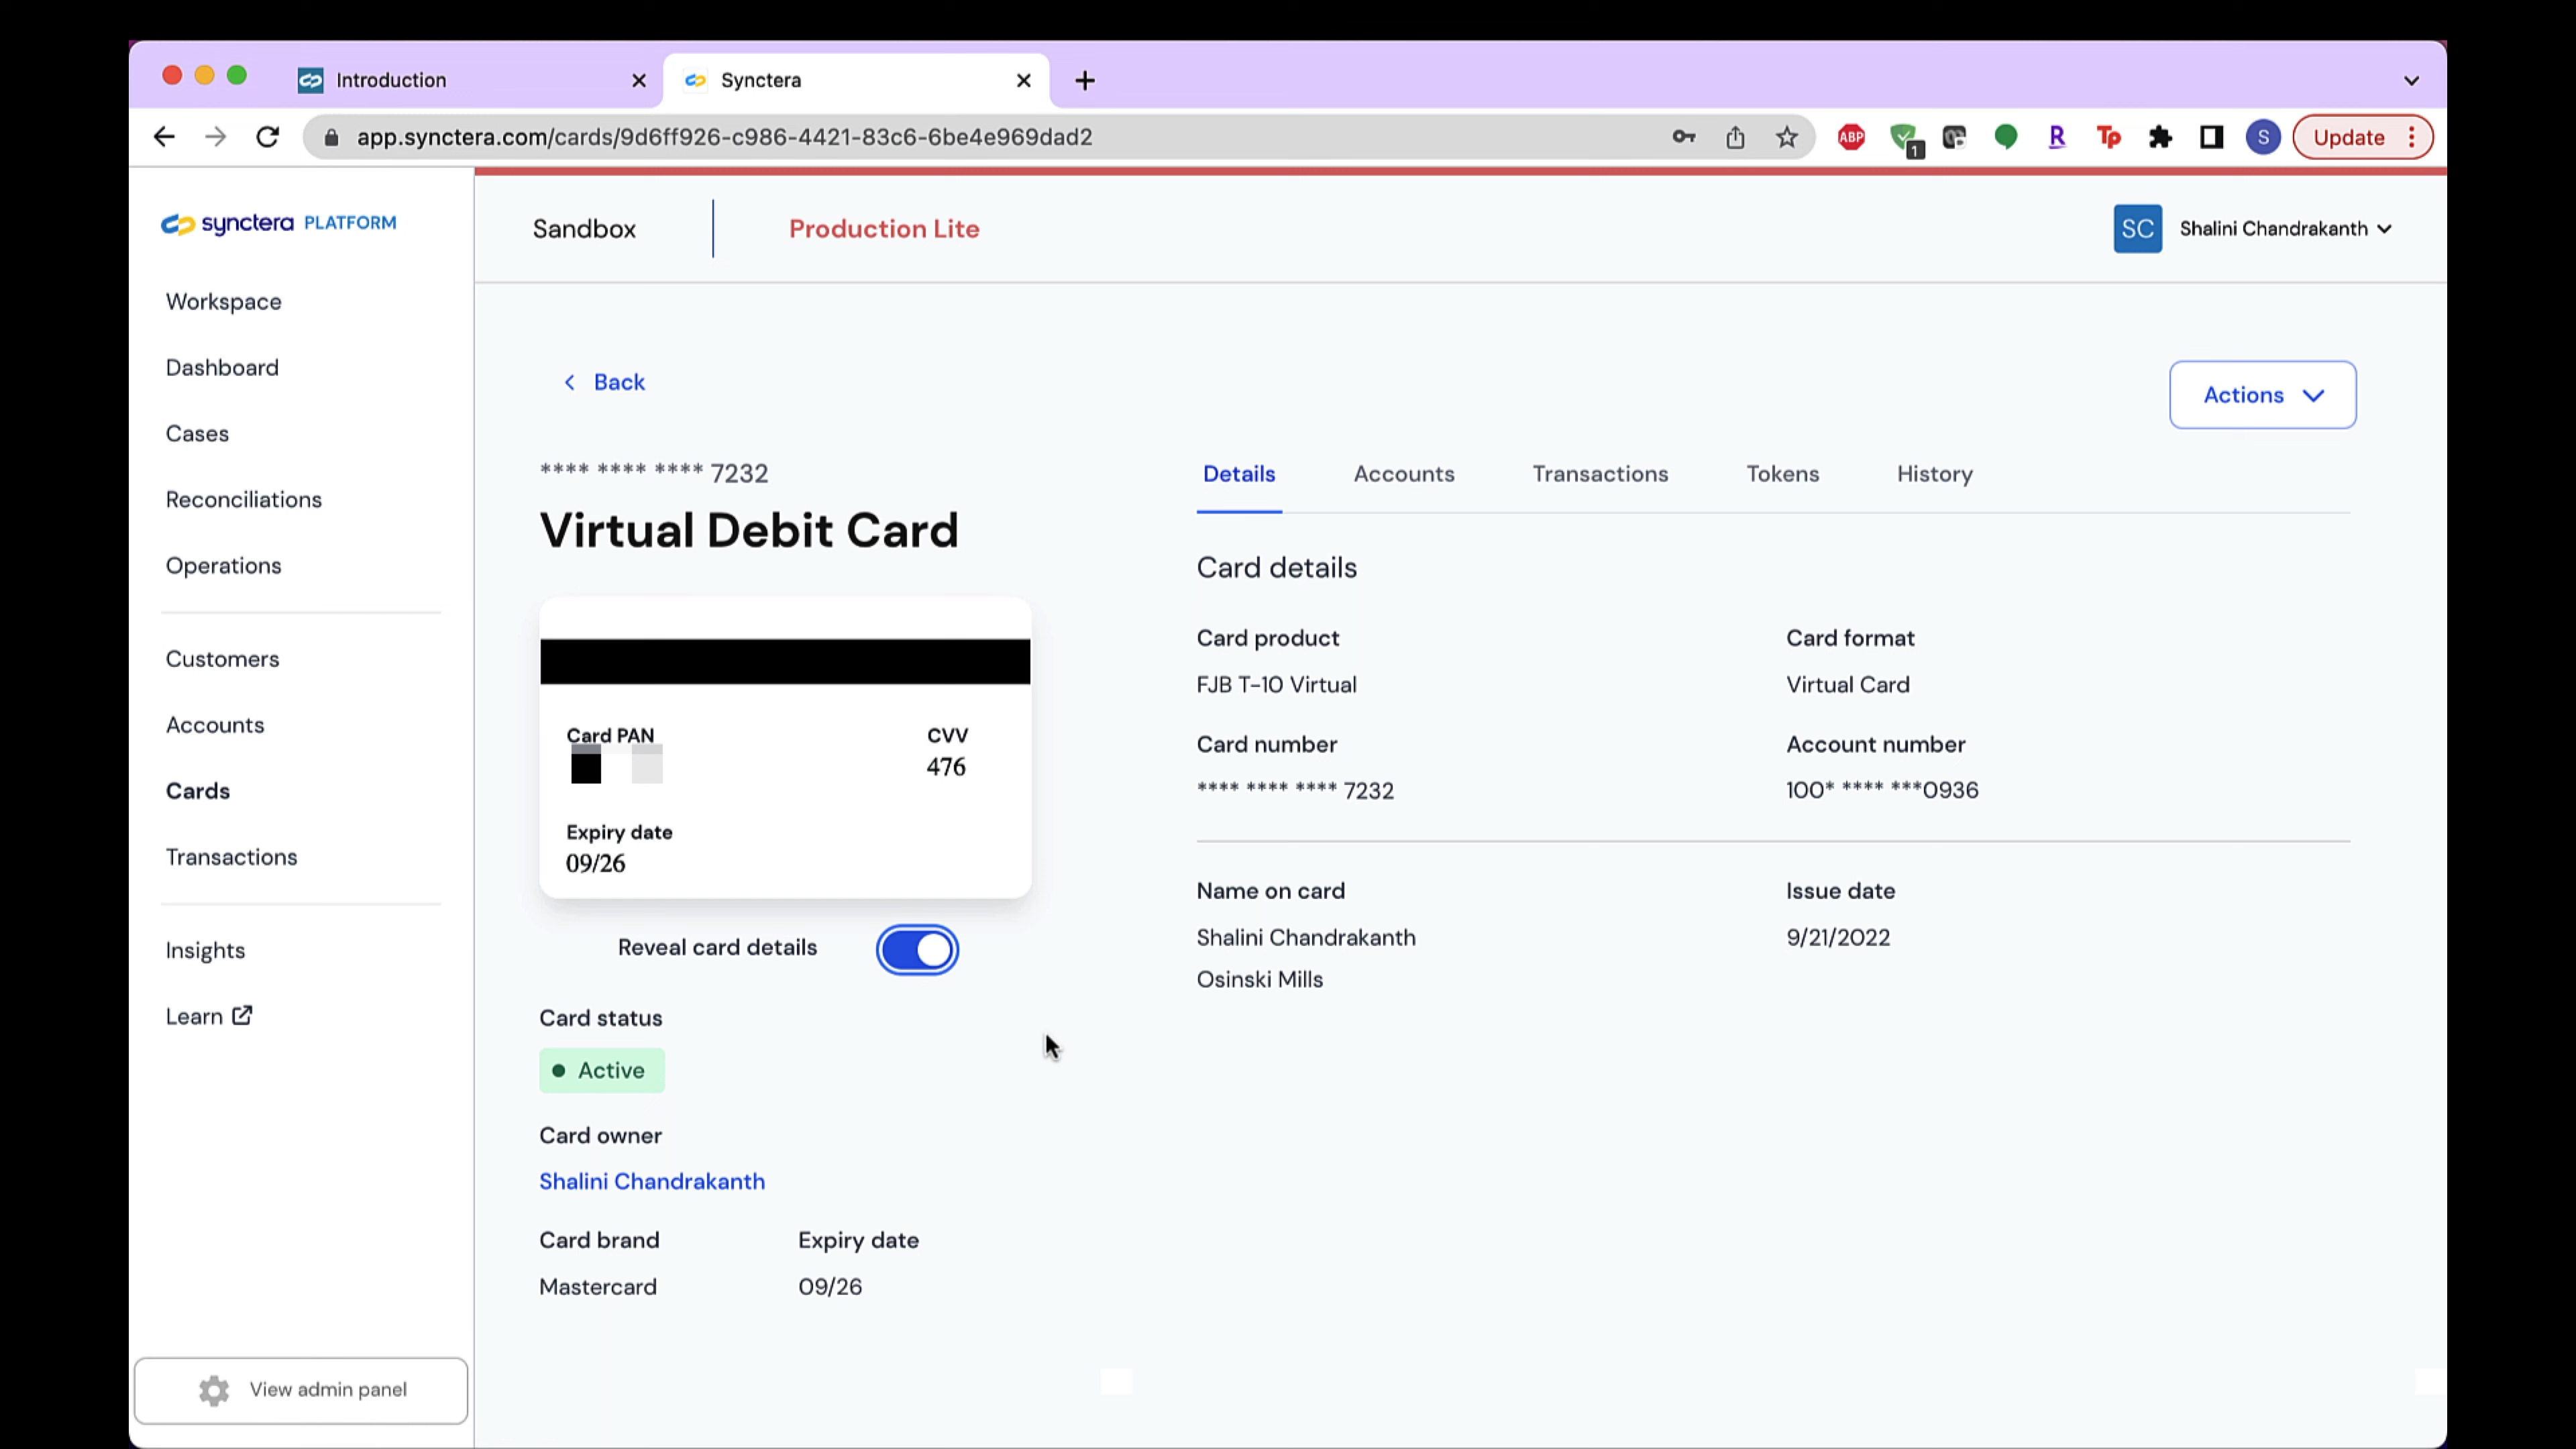 Introduction
Synctera
app.synctera.com/cards/9d6ff926-c986-4421-83c6-6be4e969dad2
ABP
1
R
Tp
S
Update
synctera PLATFORM
Sandbox
Production Lite
SC
Shalini Chandrakanth
Workspace
Dashboard
Cases
Reconciliations
Operations
Customers
Accounts
Cards
Transactions
Insights
Learn
View admin panel
Back
Actions
**** **** **** 7232
Virtual Debit Card
Card PAN
CVV
476
Expiry date
09/26
Reveal card details
Card status
Active
Card owner
Shalini Chandrakanth
Card brand
Expiry date
Mastercard
09/26
Details
Accounts
Transactions
Tokens
History
Card details
Card product
Card format
FJB T-10 Virtual
Virtual Card
Card number
Account number
**** **** **** 7232
100* **** ***0936
Name on card
Issue date
Shalini Chandrakanth
9/21/2022
Osinski Mills